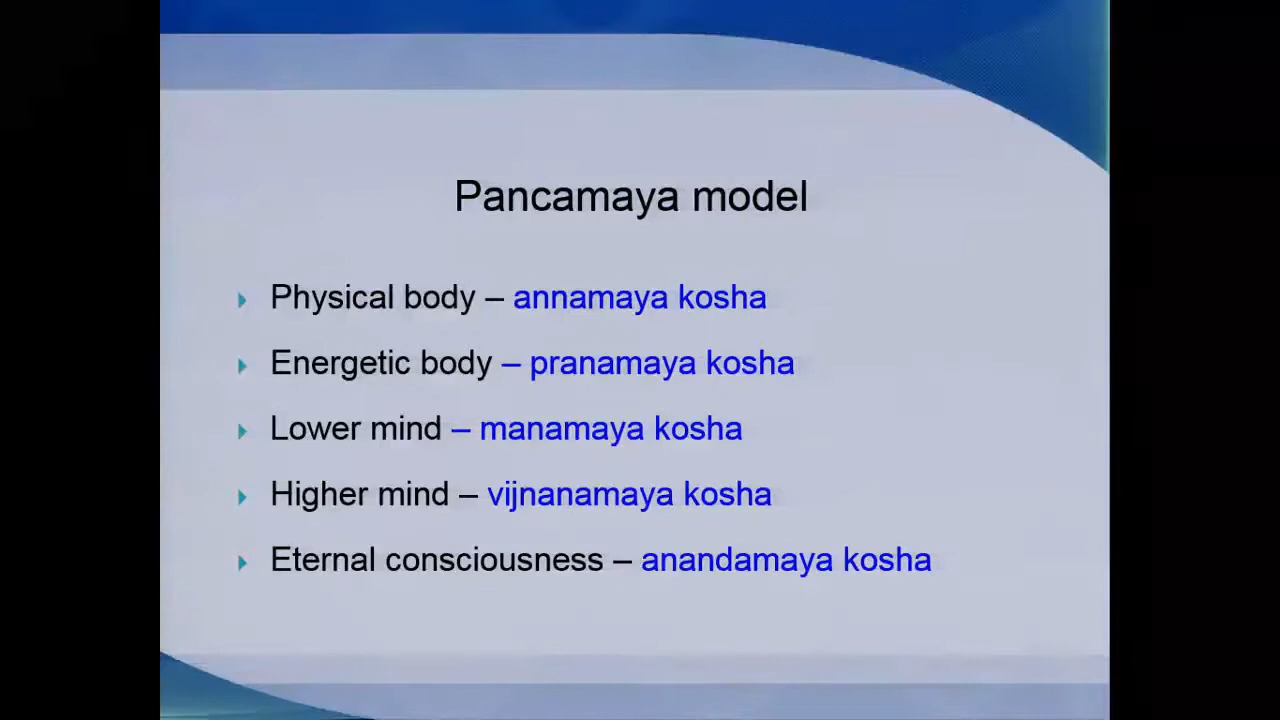 Pancamaya model
Physical body – annamaya kosha
Energetic body – pranamaya kosha
Lower mind – manamaya kosha
Higher mind – vijnanamaya kosha
Eternal consciousness – anandamaya kosha